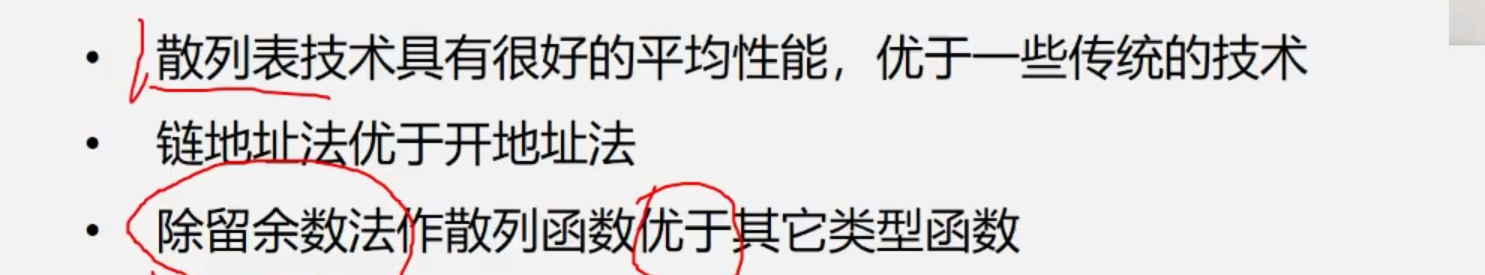 • 散列表技术具有很好的平均性能，优于一些传统的技术
• 链地址法优于开地址法
• 除留余数法作散列函数优于其它类型函数